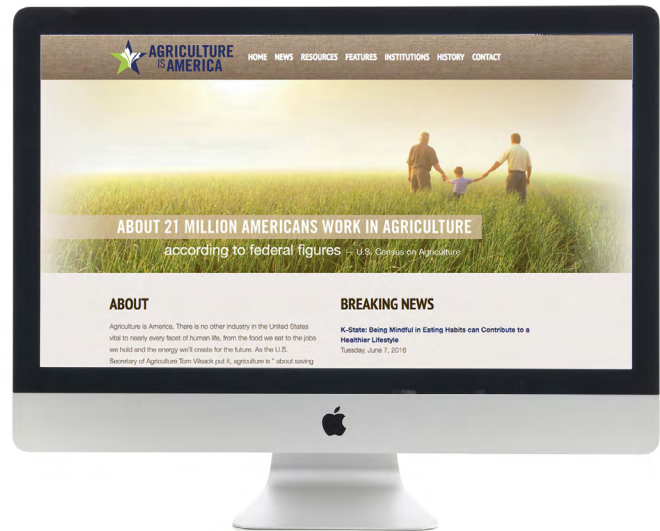 AGRICULTURE
IS AMERICA
HOME NEWS RESOURCES FEATURES INSTITUTIONS HISTORY CONTACT
ABOUT 21 MILLION AMERICANS WORK IN AGRICULTURE
according to federal figures – U.S. Census on Agriculture
ABOUT
Agriculture is America. There is no other industry in the United States
vital to nearly every facet of human life, from the food we eat to the jobs
we hold and the energy we'll create for the future. As the U.S.
Secretary of Agriculture Tom Vilsack put it, agriculture is " about saving
BREAKING NEWS
K-State: Being Mindful in Eating Habits can Contribute to a
Healthier Lifestyle
Tuesday, June 7, 2016